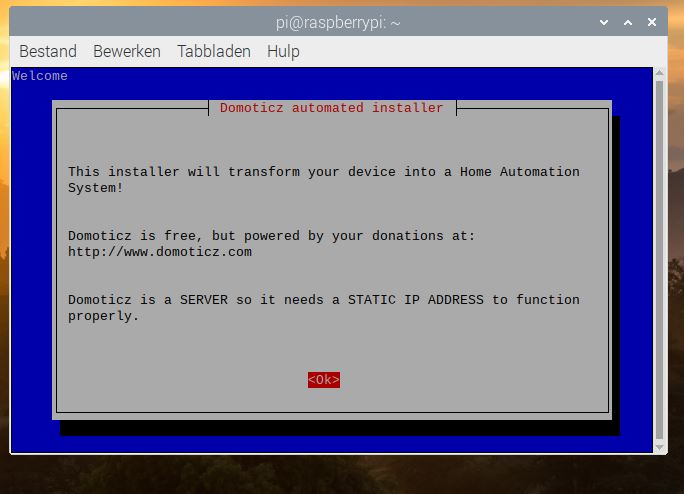 pi@raspberrypi: ~
Bestand Bewerken Tabbladen Hulp
Welcome
Domoticz automated installer
This installer will transform your device into a Home Automation
System!
Domoticz is free, but powered by your donations at:
http://www.domoticz.com
Domoticz is a SERVER so it needs a STATIC IP ADDRESS to function
properly.
<Ok>